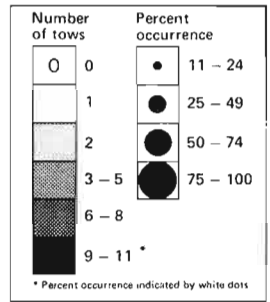 Number of tows
Percent occurrence
0 0
11 – 24
1
25 – 49
2
50 – 74
3 – 5
75 – 100
6 – 8
9 – 11 *
* Percent occurrence indicated by white dots